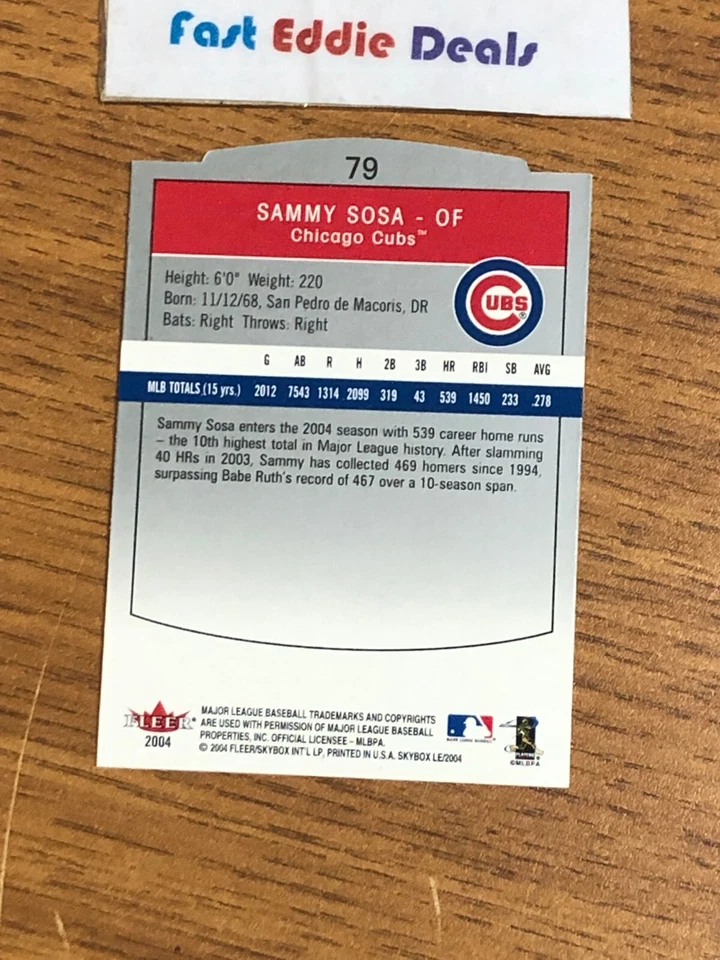 Fast Eddie Deals
79
SAMMY SOSA - OF
Chicago Cubs™
Height: 6'0" Weight: 220
Born: 11/12/68, San Pedro de Macoris, DR
Bats: Right Throws: Right
CUBS®
G AB R H 2B 3B HR RBI SB AVG
MLB TOTALS (15 yrs.) 2012 7543 1314 2099 319 43 539 1450 233 .278
Sammy Sosa enters the 2004 season with 539 career home runs
– the 10th highest total in Major League history. After slamming
40 HRs in 2003, Sammy has collected 469 homers since 1994,
surpassing Babe Ruth's record of 467 over a 10-season span.
FLEER®
2004
MAJOR LEAGUE BASEBALL TRADEMARKS AND COPYRIGHTS
ARE USED WITH PERMISSION OF MAJOR LEAGUE BASEBALL
PROPERTIES, INC. OFFICIAL LICENSEE - MLBPA.
© 2004 FLEER/SKYBOX INT'L LP, PRINTED IN U.S.A. SKYBOX LE/2004
PLAYERS
©MLBPA